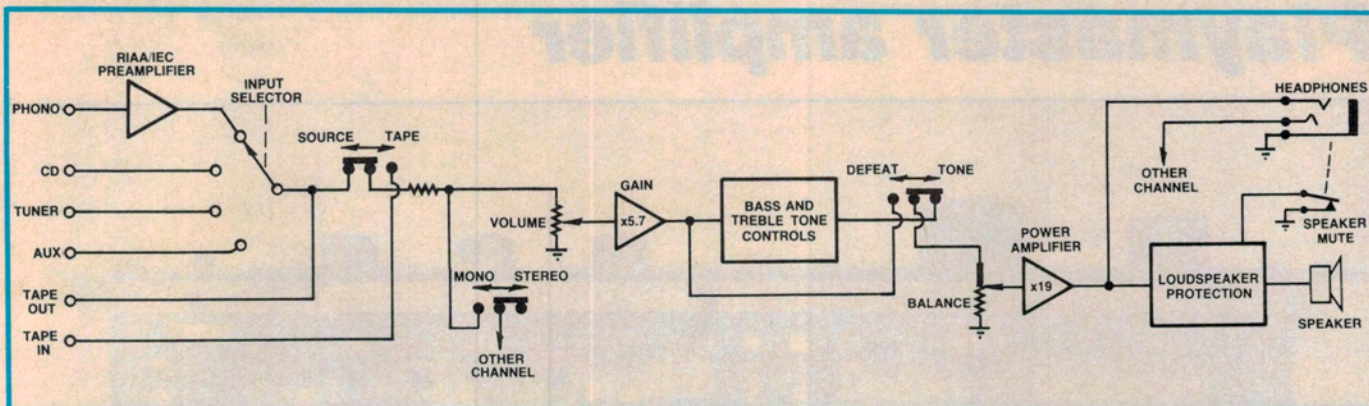 RIAA/IEC
PREAMPLIFIER
INPUT
SELECTOR
PHONO
CD
TUNER
AUX
TAPE
OUT
TAPE
IN
SOURCE
TAPE
VOLUME
MONO
STEREO
OTHER
CHANNEL
GAIN
x5.7
BASS AND
TREBLE TONE
CONTROLS
DEFEAT
TONE
BALANCE
POWER
AMPLIFIER
x19
HEADPHONES
OTHER
CHANNEL
SPEAKER
MUTE
LOUDSPEAKER
PROTECTION
SPEAKER